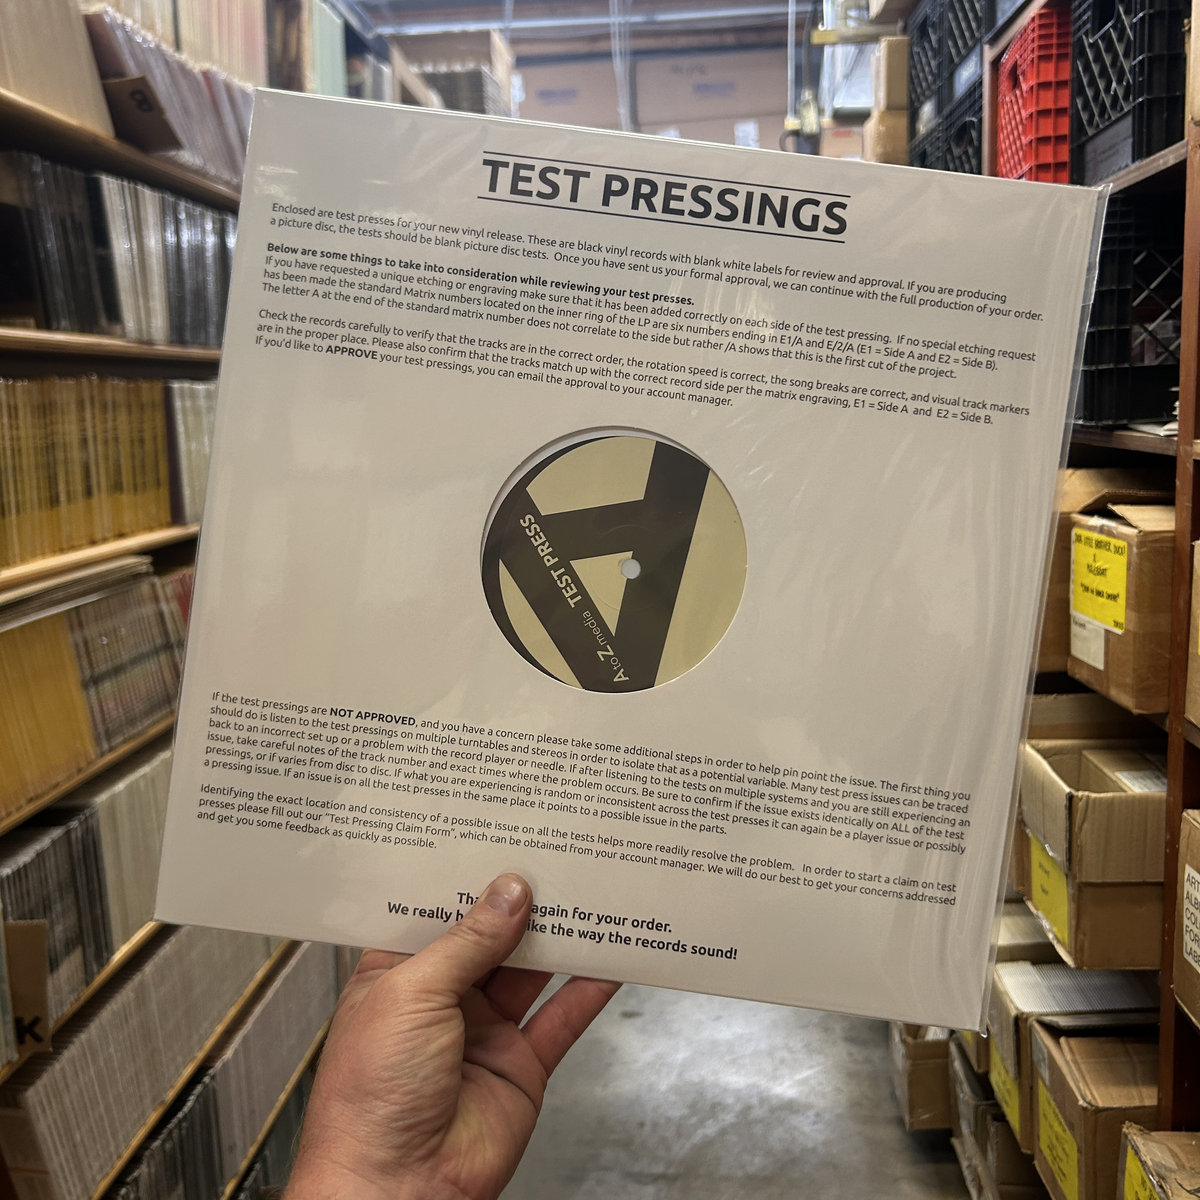 TEST PRESSINGS
Enclosed are test presses for your new vinyl release. These are black vinyl records with blank white labels for review and approval. If you are producing
a picture disc, the tests should be blank picture disc tests. Once you have sent us your formal approval, we can continue with the full production of your order.
Below are some things to take into consideration while reviewing your test presses.
If you have requested a unique etching or engraving make sure that it has been added correctly on each side of the test pressing. If no special etching request
has been made the standard Matrix numbers located on the inner ring of the LP are six numbers ending in E1/A and E/2/A (E1 = Side A and E2 = Side B).
The letter A at the end of the standard matrix number does not correlate to the side but rather /A shows that this is the first cut of the project.
Check the records carefully to verify that the tracks are in the correct order, the rotation speed is correct, the song breaks are correct, and visual track markers
are in the proper place. Please also confirm that the tracks match up with the correct record side per the matrix engraving, E1 = Side A and E2 = Side B.
If you'd like to APPROVE your test pressings, you can email the approval to your account manager.
A to Z media TEST PRESS TEST PRESS
If the test pressings are NOT APPROVED, and you have a concern please take some additional steps in order to help pin point the issue. The first thing you
should do is listen to the test pressings on multiple turntables and stereos in order to isolate that as a potential variable. Many test press issues can be traced
back to an incorrect set up or a problem with the record player or needle. If after listening to the tests on multiple systems and you are still experiencing an
issue, take careful notes of the track number and exact times where the problem occurs. Be sure to confirm if the issue exists identically on ALL of the test
pressings, or if varies from disc to disc. If what you are experiencing is random or inconsistent across the test presses it can again be a player issue or possibly
a pressing issue. If an issue is on all the test presses in the same place it points to a possible issue in the parts.
Identifying the exact location and consistency of a possible issue on all the tests helps more readily resolve the problem. In order to start a claim on test
presses please fill out our "Test Pressing Claim Form", which can be obtained from your account manager. We will do our best to get your concerns addressed
and get you some feedback as quickly as possible.
again for your order.
We really the way the records sound!
K